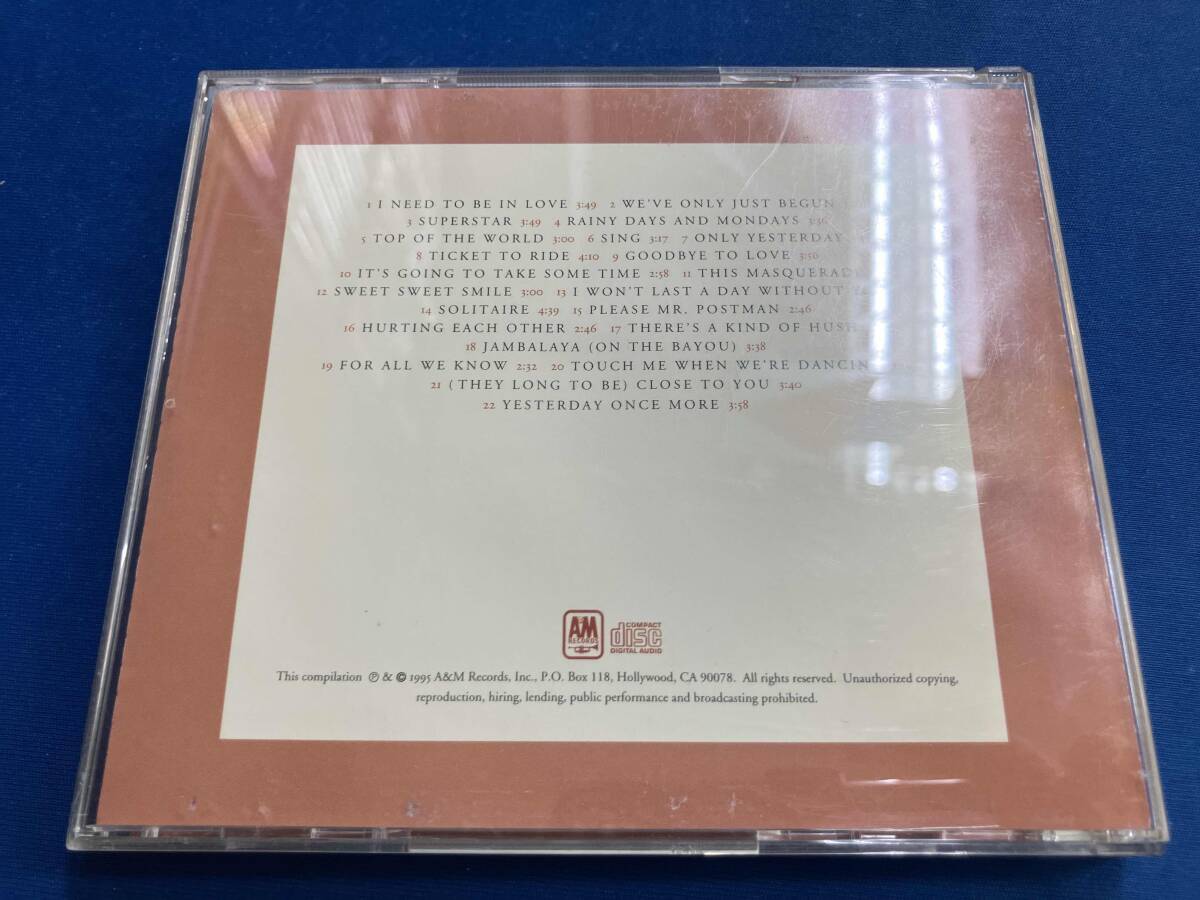 1 I NEED TO BE IN LOVE 3:49 2 WE'VE ONLY JUST BEGUN
3 SUPERSTAR 3:49 4 RAINY DAYS AND MONDAYS 3:36
5 TOP OF THE WORLD 3:00 6 SING 3:17 7 ONLY YESTERDAY
8 TICKET TO RIDE 4:10 9 GOODBYE TO LOVE 3:56
10 IT'S GOING TO TAKE SOME TIME 2:58 11 THIS MASQUERADE
12 SWEET SWEET SMILE 3:00 13 I WON'T LAST A DAY WITHOUT
14 SOLITAIRE 4:39 15 PLEASE MR. POSTMAN 2:46
16 HURTING EACH OTHER 2:46 17 THERE'S A KIND OF HUSH
18 JAMBALAYA (ON THE BAYOU) 3:38
19 FOR ALL WE KNOW 2:32 20 TOUCH ME WHEN WE'RE DANCIN
21 (THEY LONG TO BE) CLOSE TO YOU 3:40
22 YESTERDAY ONCE MORE 3:58
A&M RECORDS
COMPACT disc DIGITAL AUDIO
This compilation ℗ & © 1995 A&M Records, Inc., P.O. Box 118, Hollywood, CA 90078. All rights reserved. Unauthorized copying,
reproduction, hiring, lending, public performance and broadcasting prohibited.